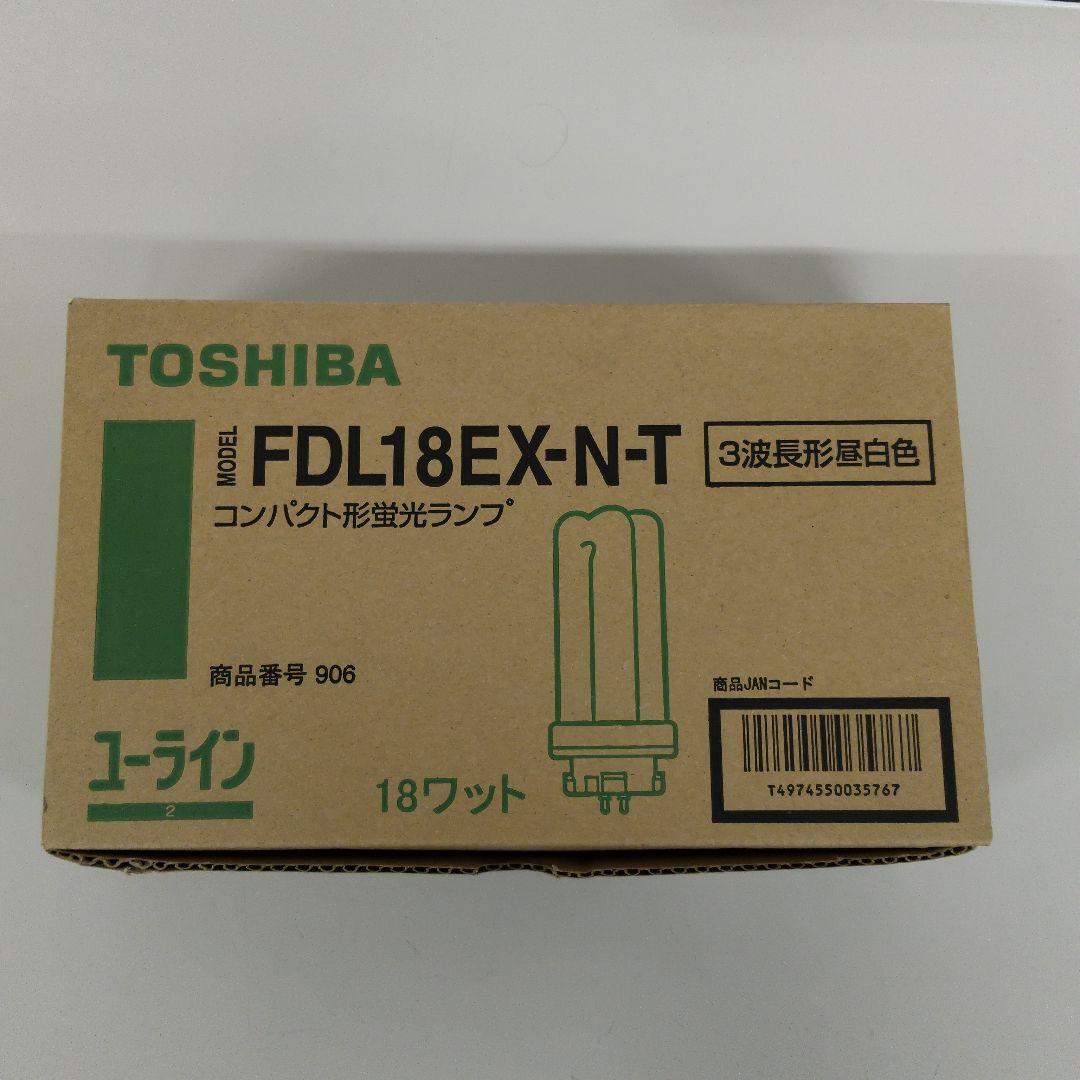 TOSHIBA
MODEL FDL18EX-N-T
3波長形昼白色
コンパクト形蛍光ランプ
商品番号 906
ユーライン
2
18ワット
商品JANコード
T4974550035767